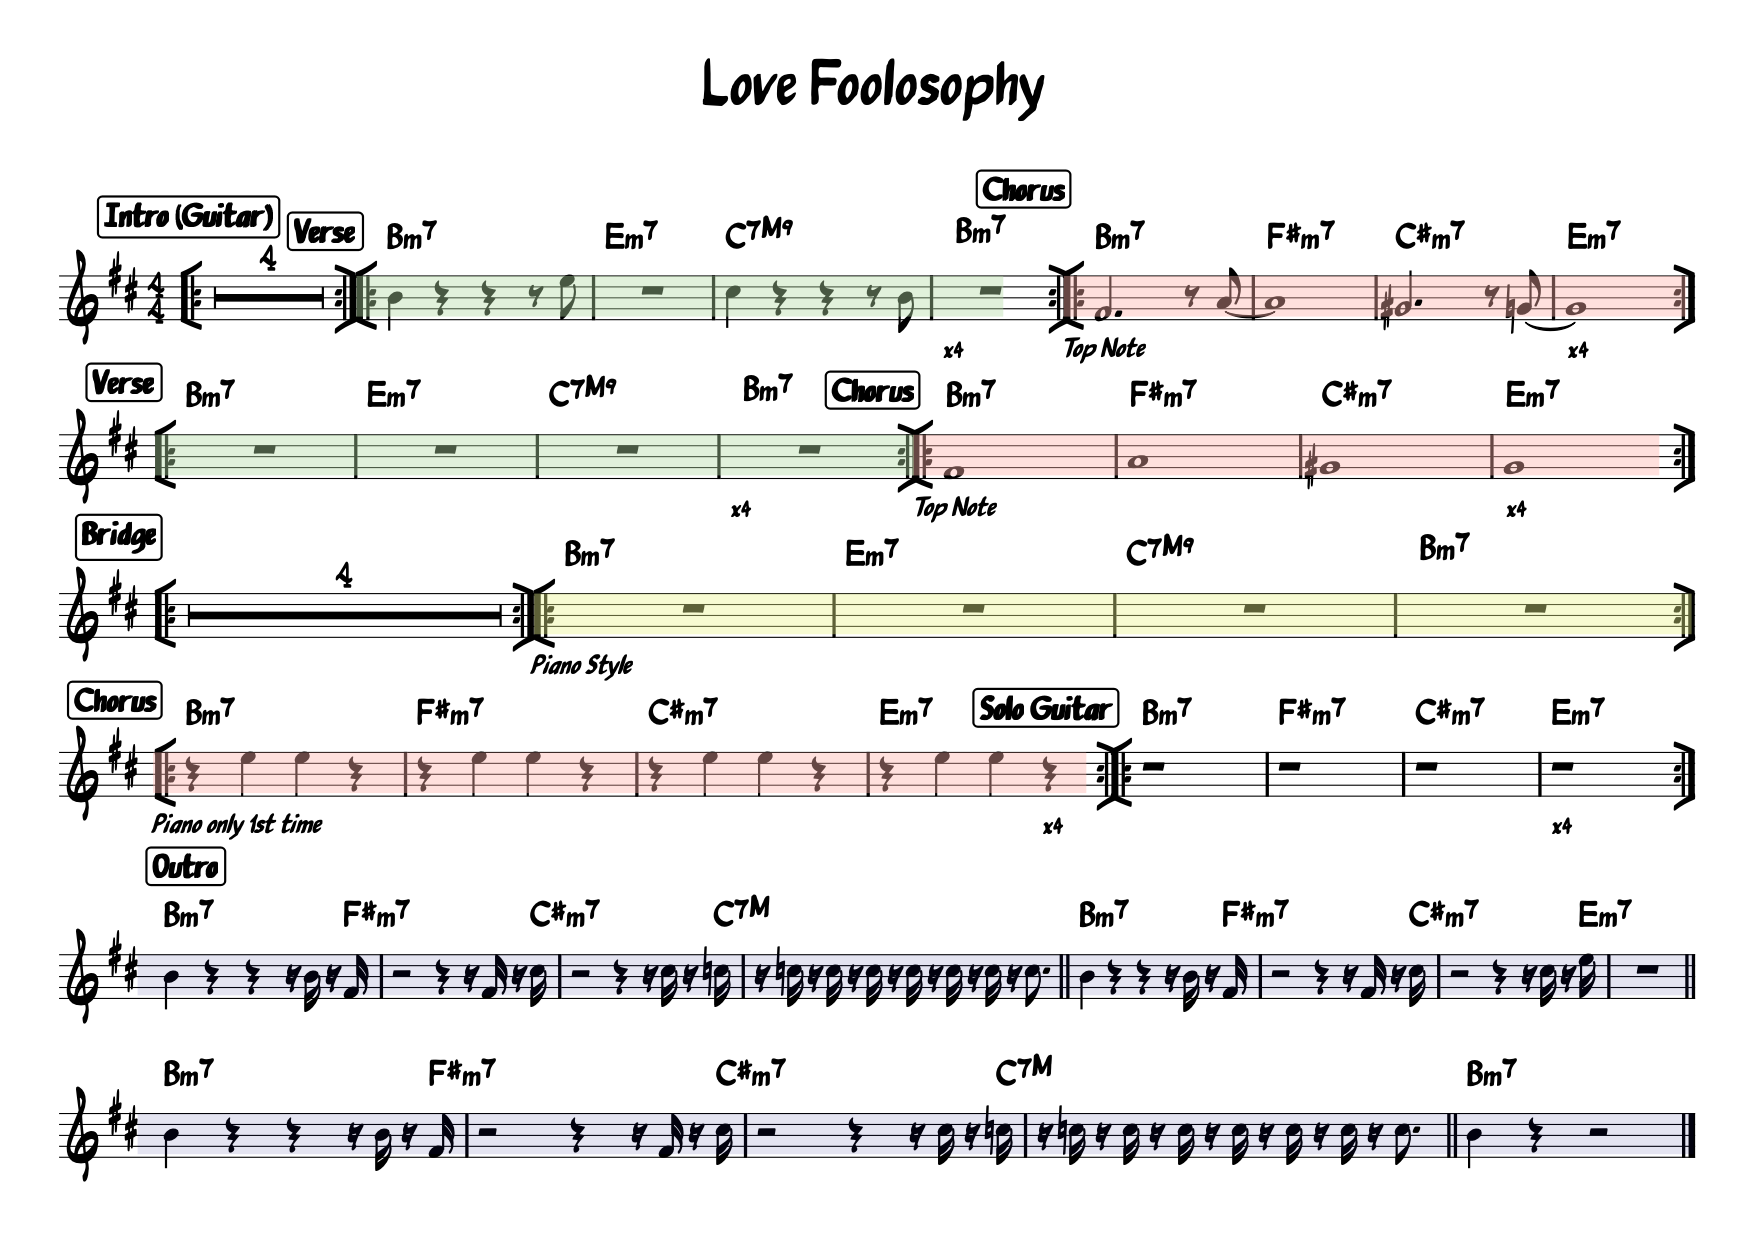 Love Foolosophy
Chorus
Intro (Guitar) Verse Bm7 Em7 C7M9 Bm7 Bm7 F#m7 C#m7 Em7
4
4
4
x4 Top Note x4
Verse Bm7 Em7 C7M9 Bm7 Chorus Bm7 F#m7 C#m7 Em7
x4 Top Note x4
Bridge
4 Bm7 Em7 C7M9 Bm7
Piano Style
Chorus Bm7 F#m7 C#m7 Em7 Solo Guitar Bm7 F#m7 C#m7 Em7
Piano only 1st time x4 x4
Outro
Bm7 F#m7 C#m7 C7M Bm7 F#m7 C#m7 Em7
Bm7 F#m7 C#m7 C7M Bm7